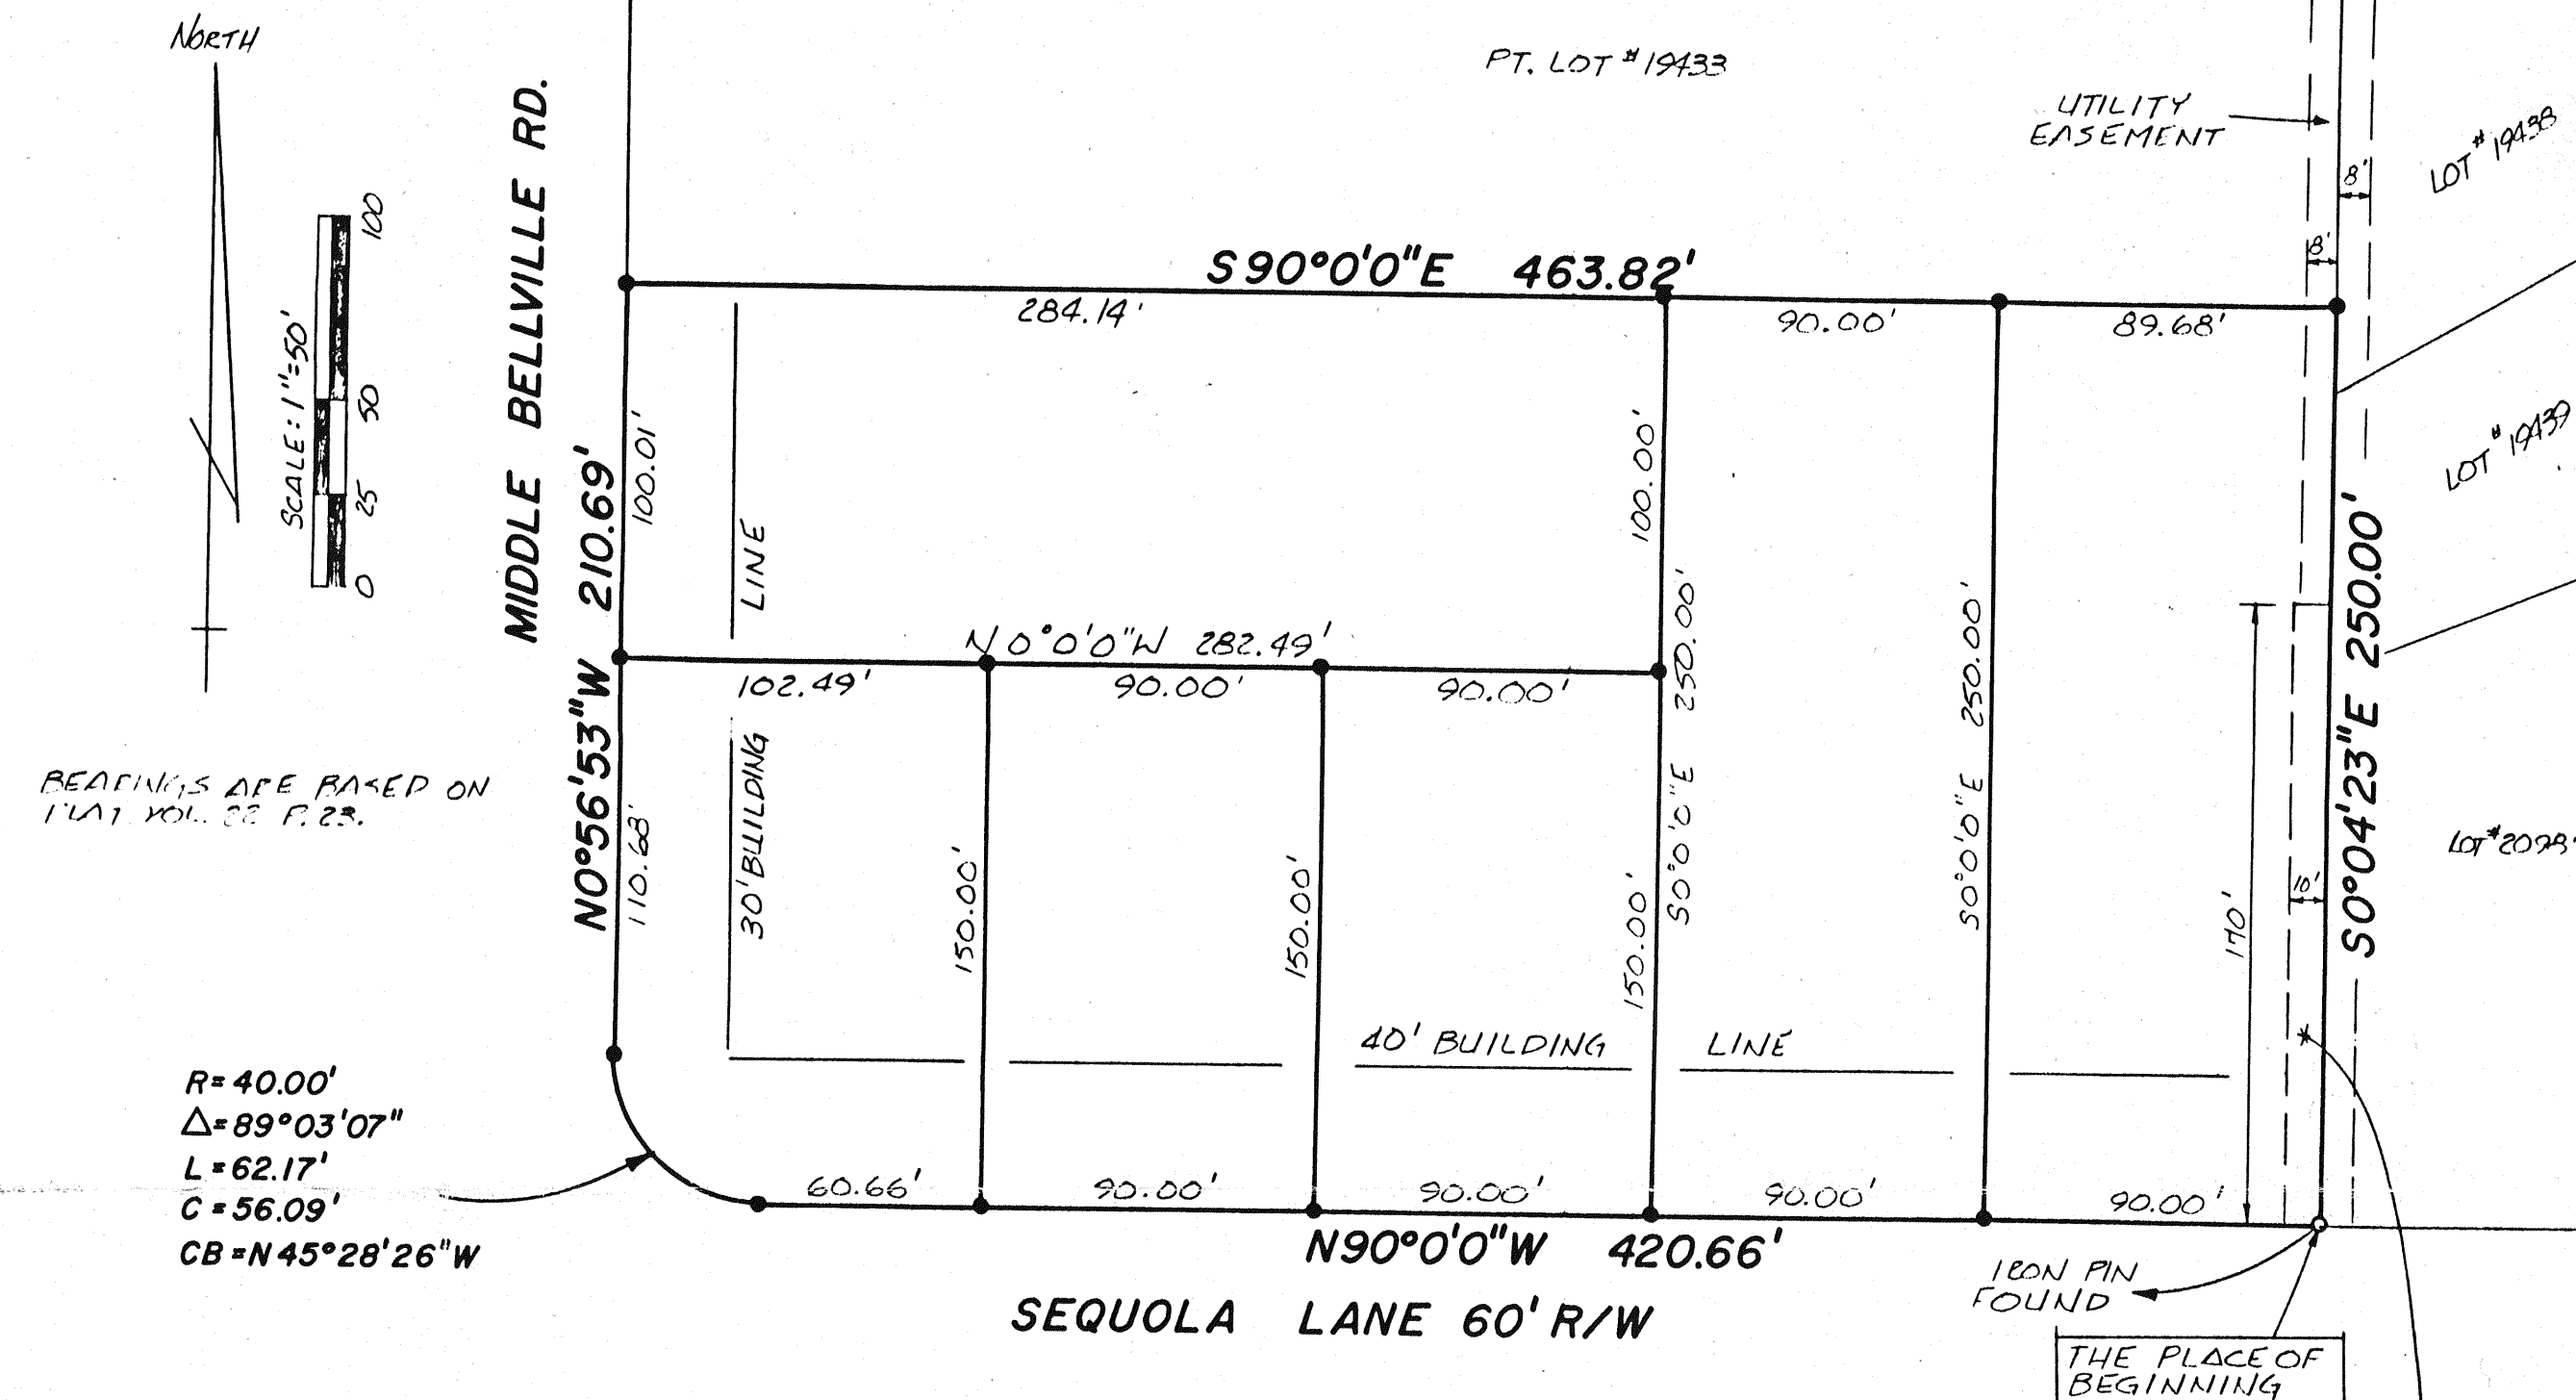 NORTH
PT. LOT #19433
UTILITY
EASEMENT
LOT #19438
8'
8'
100
50
25
0
SCALE: 1"=50'
MIDDLE BELLVILLE RD.
S90°0'0"E 463.82'
284.14'
90.00'
89.68'
100.01'
100.00'
LOT #19439
N0°56'53"W 210.69'
30' BUILDING LINE
N0°0'0"W 282.49'
102.49'
90.00'
90.00'
S0°0'0"E 250.00'
S0°0'0"E 250.00'
S0°04'23"E 250.00'
BEARINGS ARE BASED ON
PLAT VOL. 22 P. 23.
110.68'
150.00'
150.00'
150.00'
170'
10'
40' BUILDING LINE
R=40.00'
Δ=89°03'07"
L=62.17'
C=56.09'
CB=N45°28'26"W
60.66'
90.00'
90.00'
90.00'
90.00'
N90°0'0"W 420.66'
SEQUOLA LANE 60' R/W
IRON PIN
FOUND
THE PLACE OF
BEGINNING